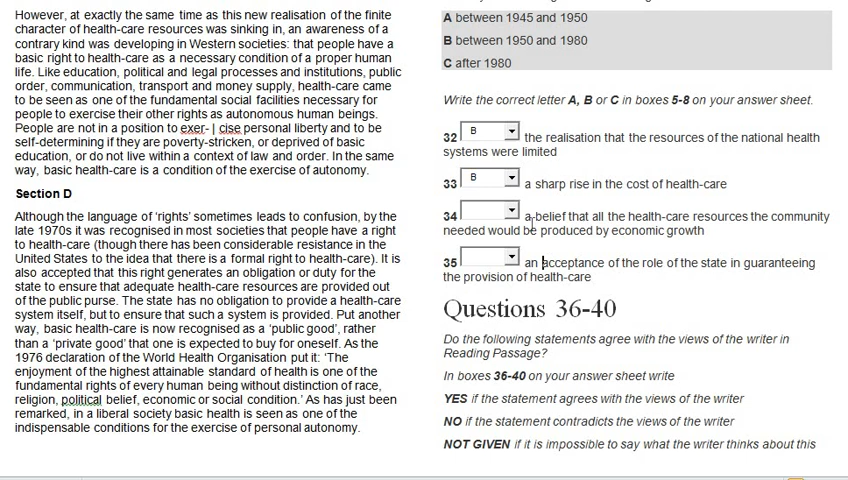 However, at exactly the same time as this new realisation of the finite
character of health-care resources was sinking in, an awareness of a
contrary kind was developing in Western societies: that people have a
basic right to health-care as a necessary condition of a proper human
life. Like education, political and legal processes and institutions, public
order, communication, transport and money supply, health-care came
to be seen as one of the fundamental social facilities necessary for
people to exercise their other rights as autonomous human beings.
People are not in a position to exer- | cise personal liberty and to be
self-determining if they are poverty-stricken, or deprived of basic
education, or do not live within a context of law and order. In the same
way, basic health-care is a condition of the exercise of autonomy.
Section D
Although the language of ‘rights’ sometimes leads to confusion, by the
late 1970s it was recognised in most societies that people have a right
to health-care (though there has been considerable resistance in the
United States to the idea that there is a formal right to health-care). It is
also accepted that this right generates an obligation or duty for the
state to ensure that adequate health-care resources are provided out
of the public purse. The state has no obligation to provide a health-care
system itself, but to ensure that such a system is provided. Put another
way, basic health-care is now recognised as a ‘public good’, rather
than a ‘private good’ that one is expected to buy for oneself. As the
1976 declaration of the World Health Organisation put it: ‘The
enjoyment of the highest attainable standard of health is one of the
fundamental rights of every human being without distinction of race,
religion, political belief, economic or social condition.’ As has just been
remarked, in a liberal society basic health is seen as one of the
indispensable conditions for the exercise of personal autonomy.
A between 1945 and 1950
B between 1950 and 1980
C after 1980
Write the correct letter A, B or C in boxes 5-8 on your answer sheet.
32 B the realisation that the resources of the national health
systems were limited
33 B a sharp rise in the cost of health-care
34 a belief that all the health-care resources the community
needed would be produced by economic growth
35 an acceptance of the role of the state in guaranteeing
the provision of health-care
Questions 36-40
Do the following statements agree with the views of the writer in
Reading Passage?
In boxes 36-40 on your answer sheet write
YES if the statement agrees with the views of the writer
NO if the statement contradicts the views of the writer
NOT GIVEN if it is impossible to say what the writer thinks about this